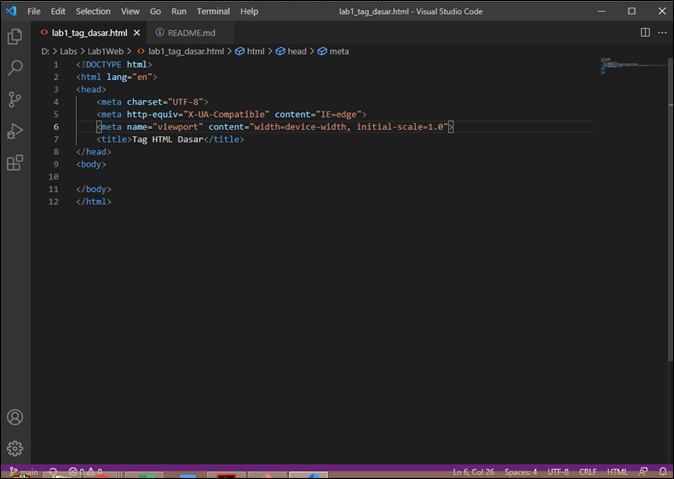 File Edit Selection View Go Run Terminal Help lab1_tag_dasar.html - Visual Studio Code
lab1_tag_dasar.html README.md
D: > Labs > Lab1Web > lab1_tag_dasar.html > html > head > meta
1 <!DOCTYPE html>
2 <html lang="en">
3 <head>
4 <meta charset="UTF-8">
5 <meta http-equiv="X-UA-Compatible" content="IE=edge">
6 <meta name="viewport" content="width=device-width, initial-scale=1.0">
7 <title>Tag HTML Dasar</title>
8 </head>
9 <body>
10
11 </body>
12 </html>
main 0 0 Ln 6, Col 26 Spaces: 4 UTF-8 CRLF HTML